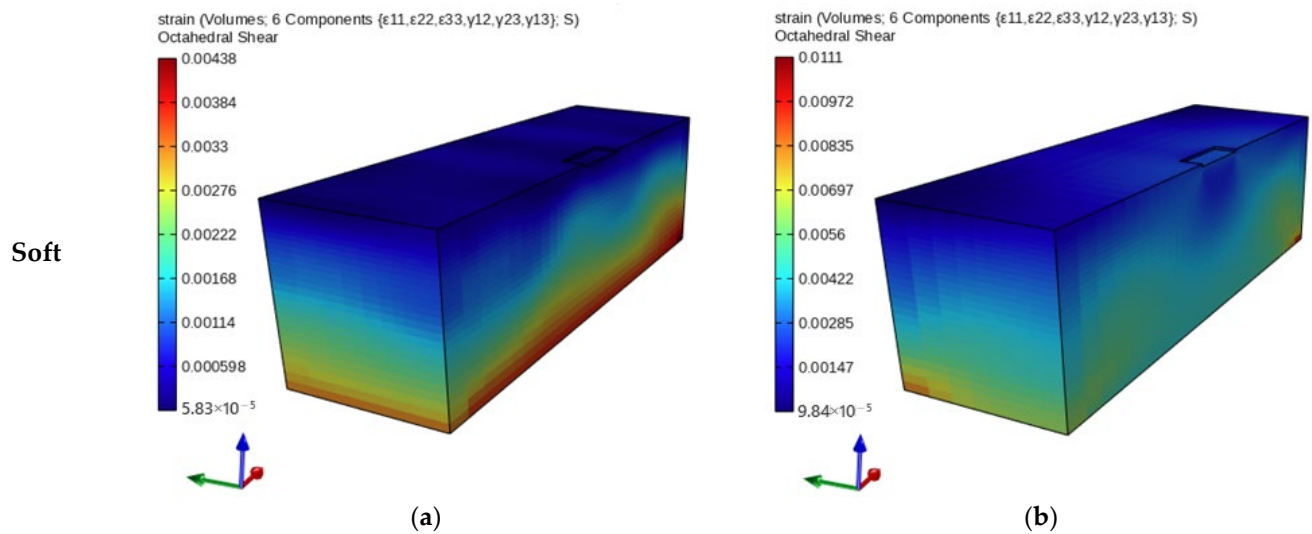 strain (Volumes; 6 Components {ε11,ε22,ε33,γ12,γ23,γ13}; S)
Octahedral Shear
0.00438
0.00384
0.0033
0.00276
0.00222
0.00168
0.00114
0.000598
5.83×10⁻⁵
strain (Volumes; 6 Components {ε11,ε22,ε33,γ12,γ23,γ13}; S)
Octahedral Shear
0.0111
0.00972
0.00835
0.00697
0.0056
0.00422
0.00285
0.00147
9.84×10⁻⁵
Soft
(a)
(b)